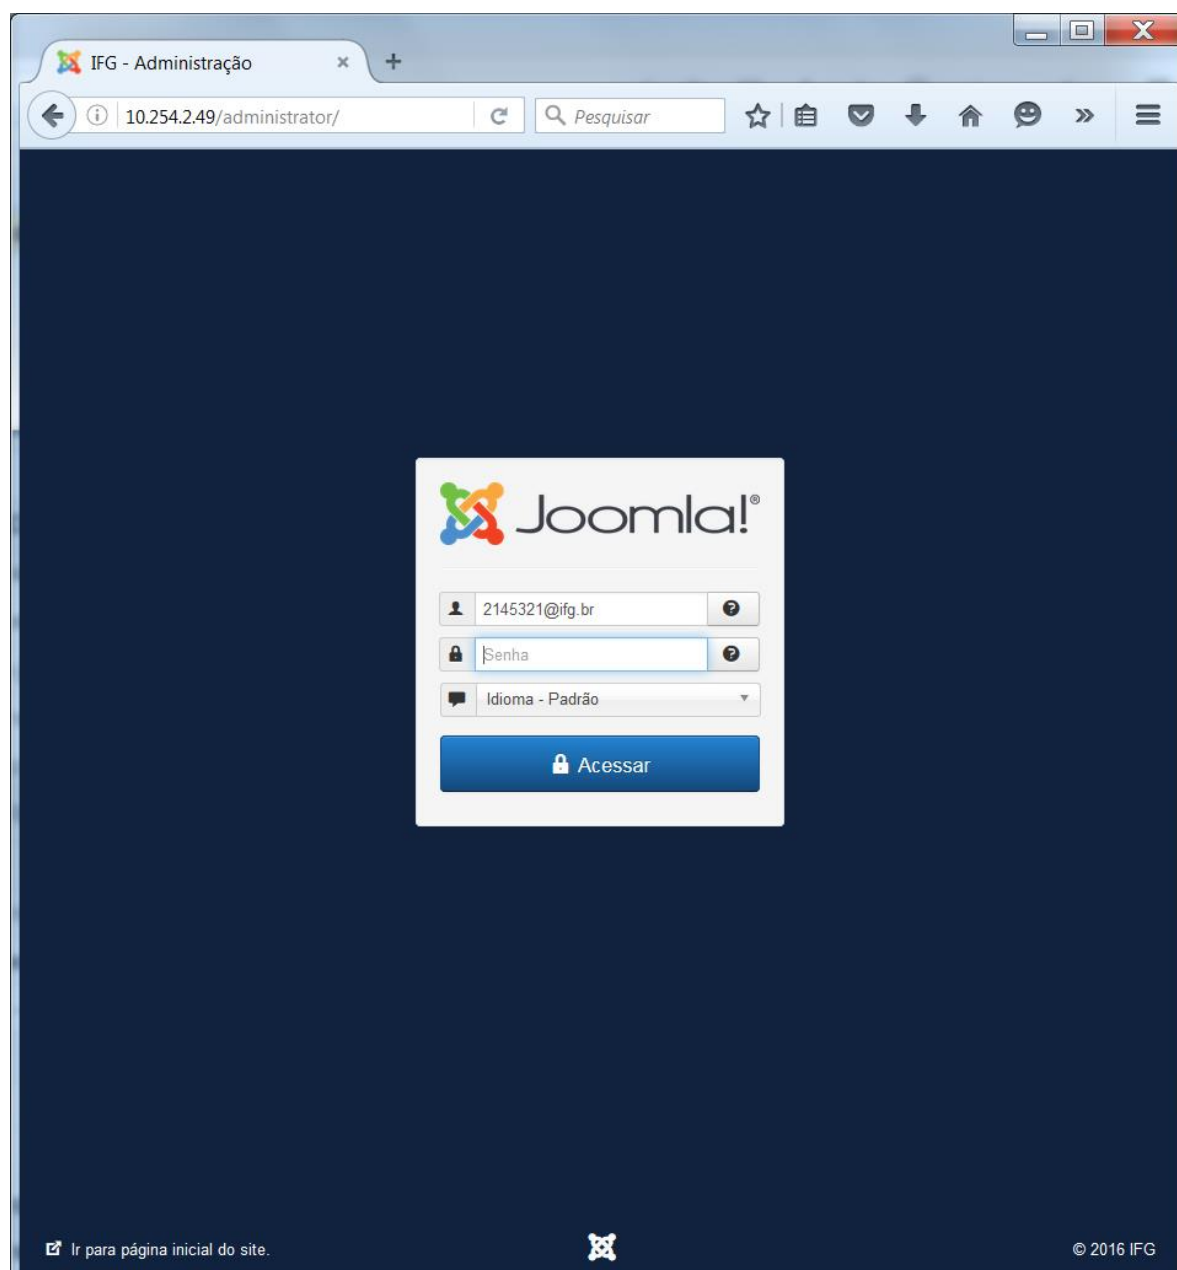 IFG - Administração
10.254.2.49/administrator/
Pesquisar
Joomla!®
2145321@ifg.br
Senha
Idioma - Padrão
Acessar
Ir para página inicial do site.
© 2016 IFG